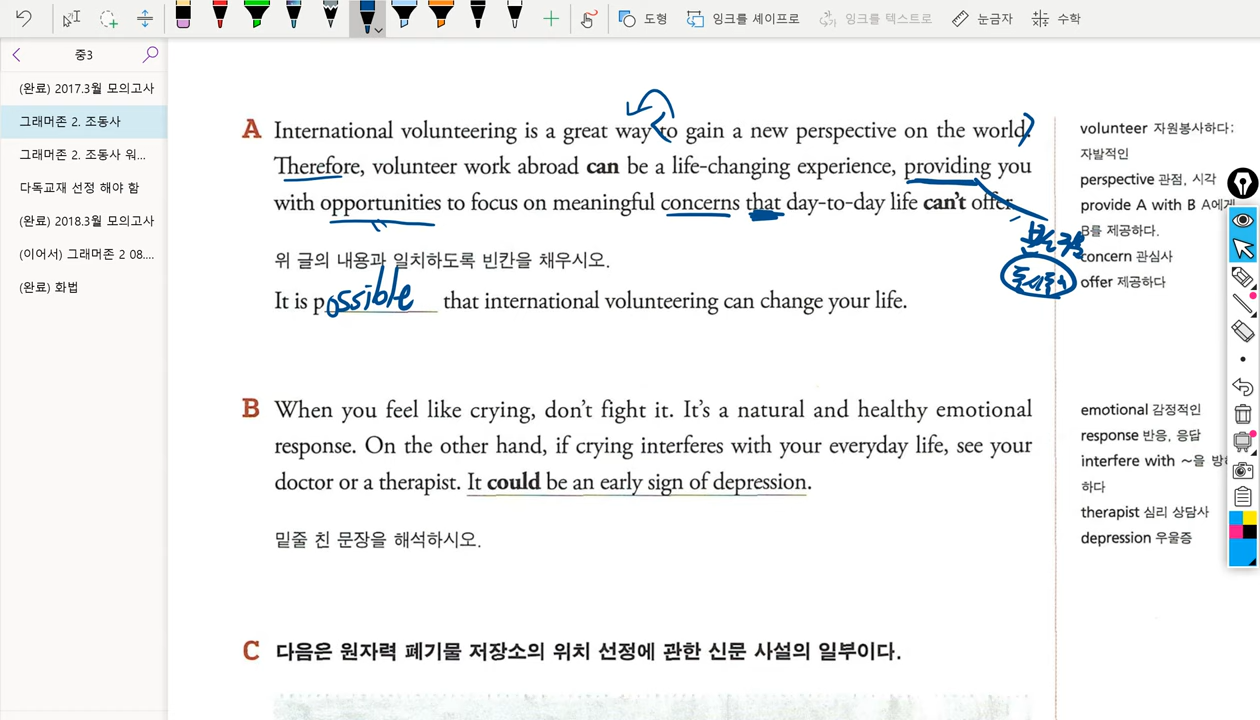 도형
잉크를 셰이프로
잉크를 텍스트로
눈금자
수학
중3
(완료) 2017.3월 모의고사
그래머존 2. 조동사
그래머존 2. 조동사 워...
다독교재 선정 해야 함
(완료) 2018.3월 모의고사
(이어서) 그래머존 2 08....
(완료) 화법
A International volunteering is a great way to gain a new perspective on the world.
Therefore, volunteer work abroad can be a life-changing experience, providing you
with opportunities to focus on meaningful concerns that day-to-day life can't offer.
위 글의 내용과 일치하도록 빈칸을 채우시오.
It is possible that international volunteering can change your life.
volunteer 자원봉사하다;
자발적인
perspective 관점, 시각
provide A with B A에게
B를 제공하다.
concern 관심사
offer 제공하다
분사구문
B When you feel like crying, don't fight it. It's a natural and healthy emotional
response. On the other hand, if crying interferes with your everyday life, see your
doctor or a therapist. It could be an early sign of depression.
밑줄 친 문장을 해석하시오.
emotional 감정적인
response 반응, 응답
interfere with ~을 방해
하다
therapist 심리 상담사
depression 우울증
C 다음은 원자력 폐기물 저장소의 위치 선정에 관한 신문 사설의 일부이다.